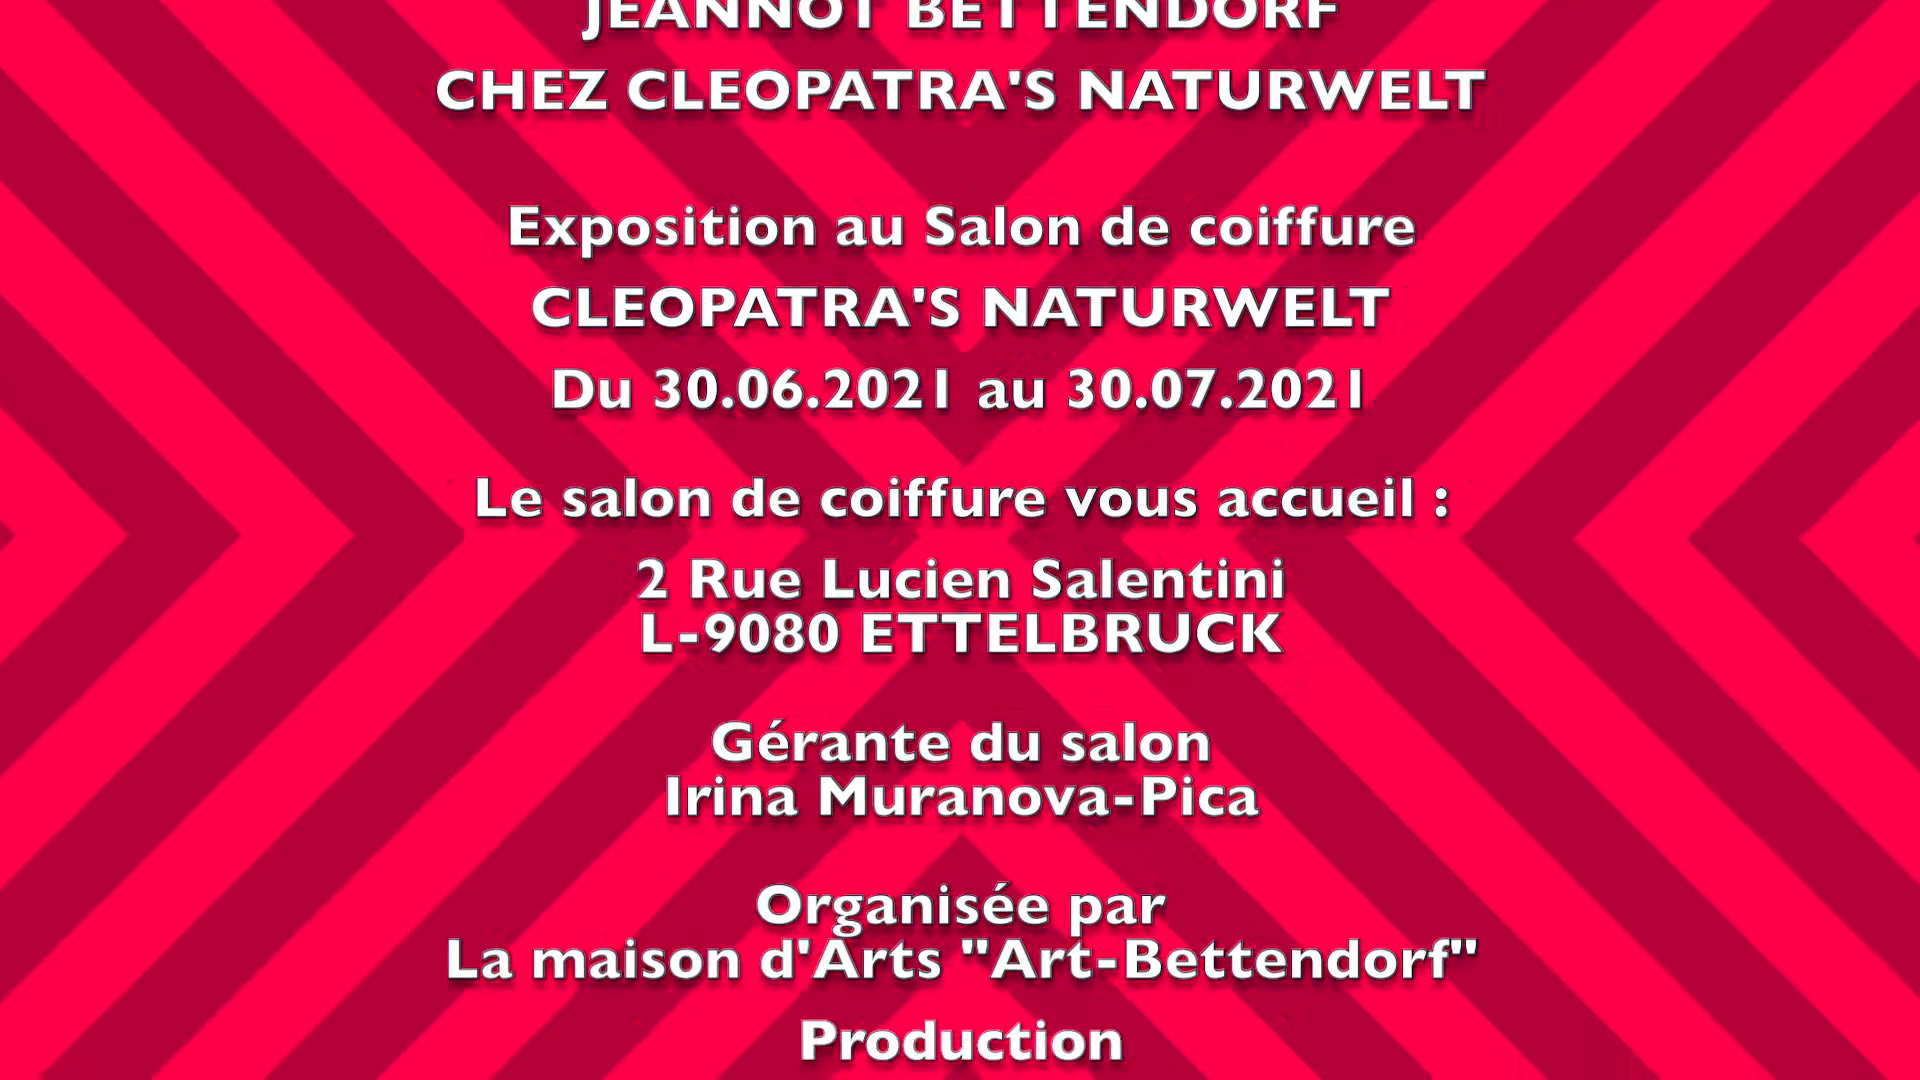 JEANNOT BETTENDORF
CHEZ CLEOPATRA'S NATURWELT
Exposition au Salon de coiffure
CLEOPATRA'S NATURWELT
Du 30.06.2021 au 30.07.2021
Le salon de coiffure vous accueil :
2 Rue Lucien Salentini
L-9080 ETTELBRUCK
Gérante du salon
Irina Muranova-Pica
Organisée par
La maison d'Arts "Art-Bettendorf"
Production